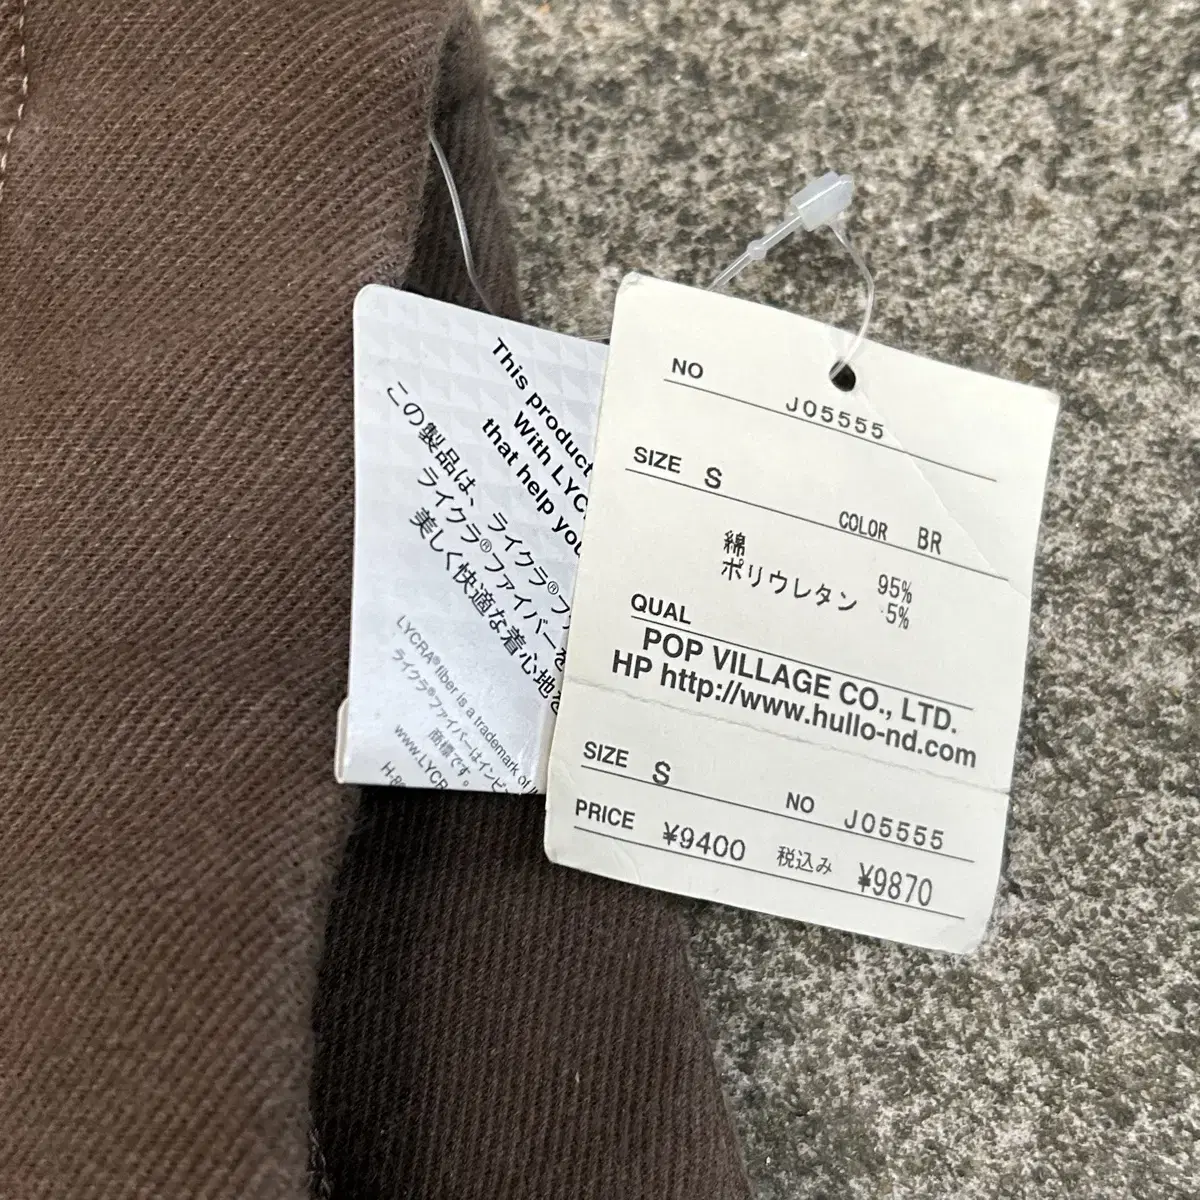 This product
With LYC
that help you
この製品は、ライクラ®フ
ライクラ®ファイバーを
美しく快適な着心地を
LYCRA® fiber is a trademark of
ライクラ®ファイバーはインビ
商標です。
www.LYCR
NO J05555
SIZE S
COLOR BR
綿 95%
ポリウレタン 5%
QUAL
POP VILLAGE CO., LTD.
HP http://www.hullo-nd.com
SIZE S
NO J05555
PRICE ¥9400 税込み ¥9870